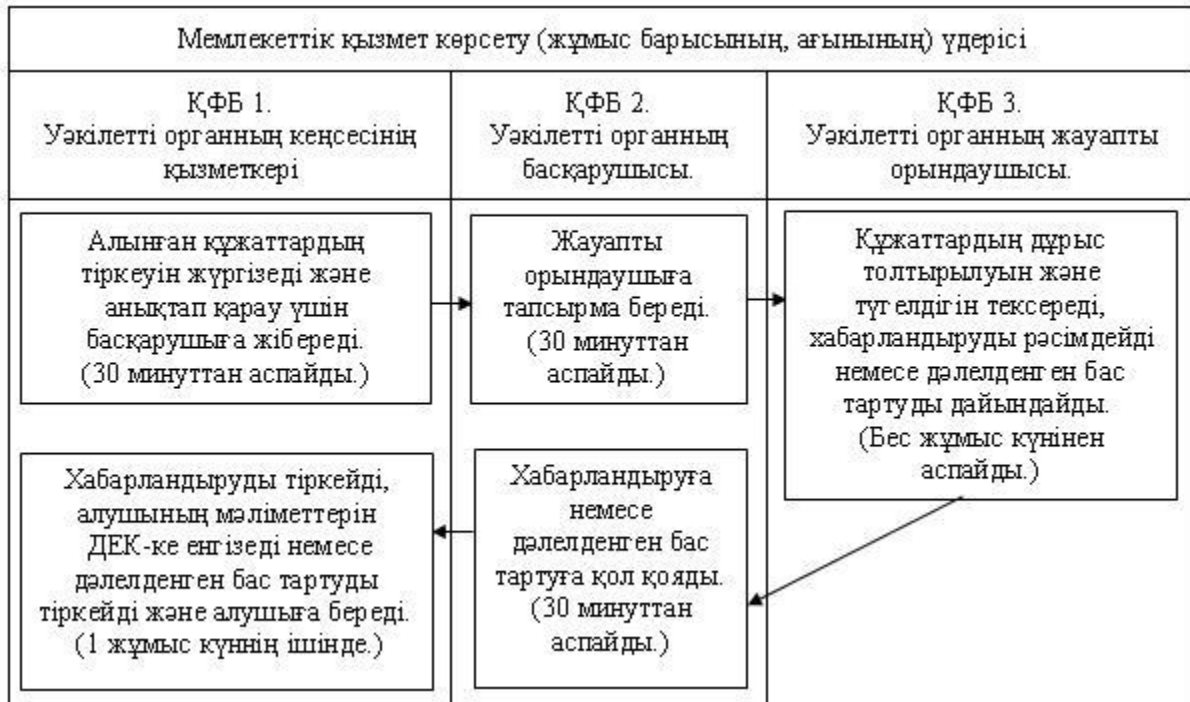 Мемлекеттік қызмет көрсету (жұмыс барысының, ағынының) үдерісі
ҚФБ 1.
Уәкілетті органның кеңсесінің
қызметкері
ҚФБ 2.
Уәкілетті органның
басқарушысы.
ҚФБ 3.
Уәкілетті органның жауапты
орындаушысы.
Алынған құжаттардың
тіркеуін жүргізеді және
анықтап қарау үшін
басқарушыға жібереді.
(30 минуттан аспайды.)
Жауапты
орындаушыға
тапсырма береді.
(30 минуттан
аспайды.)
Құжаттардың дұрыс
толтырылуын және
түгелдігін тексереді,
хабарландыруды рәсімдейді
немесе дәлелденген бас
тартуды дайындайды.
(Бес жұмыс күнінен
аспайды.)
Хабарландыруды тіркейді,
алушының мәліметтерін
ДЕК-ке енгізеді немесе
дәлелденген бас тартуды
тіркейді және алушыға береді.
(1 жұмыс күннің ішінде.)
Хабарландыруға
немесе
дәлелденген бас
тартуға қол қояды.
(30 минуттан
аспайды.)